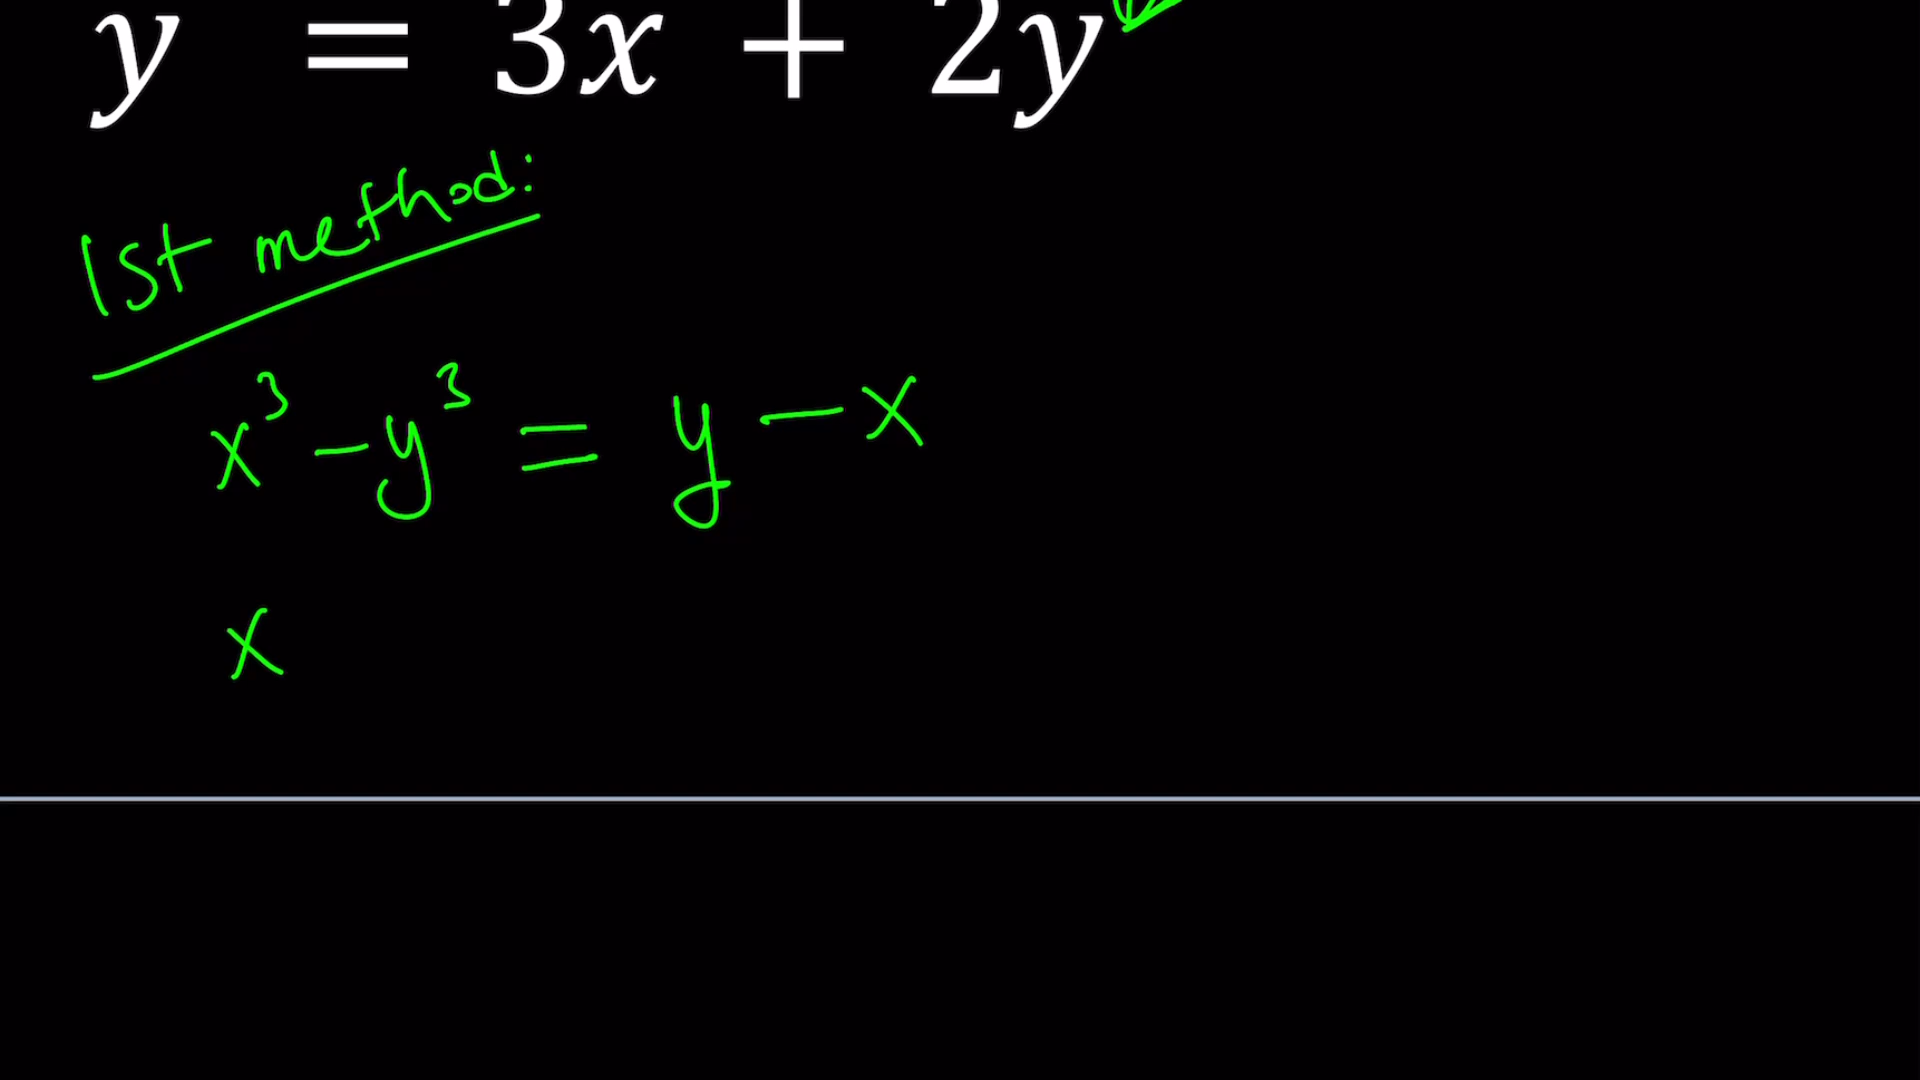 y = 3x + 2y
1st method:
x³ - y³ = y - x
x